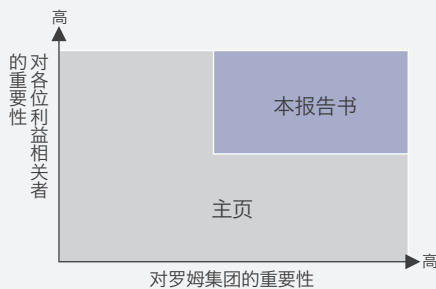 高
对各位利益相关者
的重要性
本报告书
主页
高
对罗姆集团的重要性